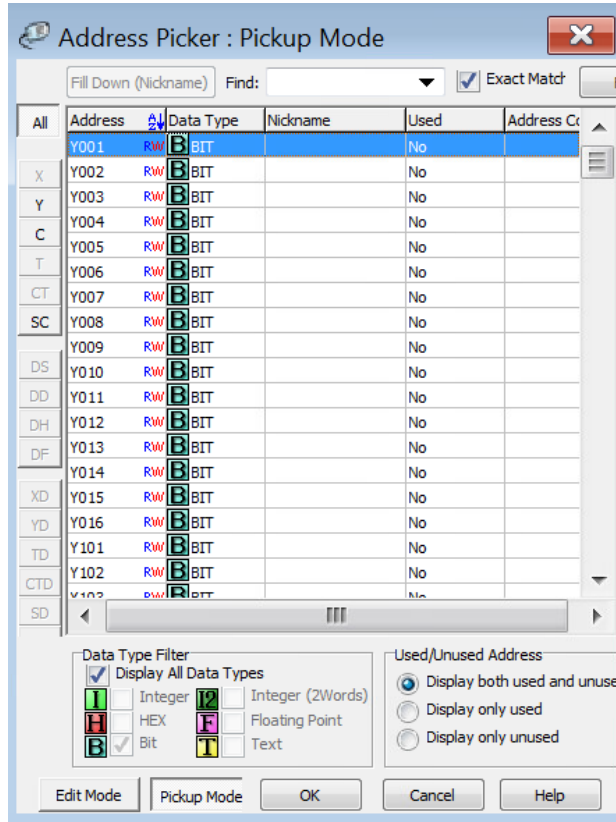 Address Picker : Pickup Mode
Fill Down (Nickname) Find: Exact Match
All Address Data Type Nickname Used Address Co
Y001 RW B BIT No
X Y002 RW B BIT No
Y Y003 RW B BIT No
C Y004 RW B BIT No
Y005 RW B BIT No
T Y006 RW B BIT No
CT Y007 RW B BIT No
SC Y008 RW B BIT No
Y009 RW B BIT No
DS Y010 RW B BIT No
DD Y011 RW B BIT No
DH Y012 RW B BIT No
DF Y013 RW B BIT No
Y014 RW B BIT No
XD Y015 RW B BIT No
YD Y016 RW B BIT No
TD Y101 RW B BIT No
CTD Y102 RW B BIT No
Y103 RW B BIT No
SD
Data Type Filter
Display All Data Types
I Integer I2 Integer (2Words)
H HEX F Floating Point
B Bit T Text
Used/Unused Address
Display both used and unuse
Display only used
Display only unused
Edit Mode Pickup Mode OK Cancel Help